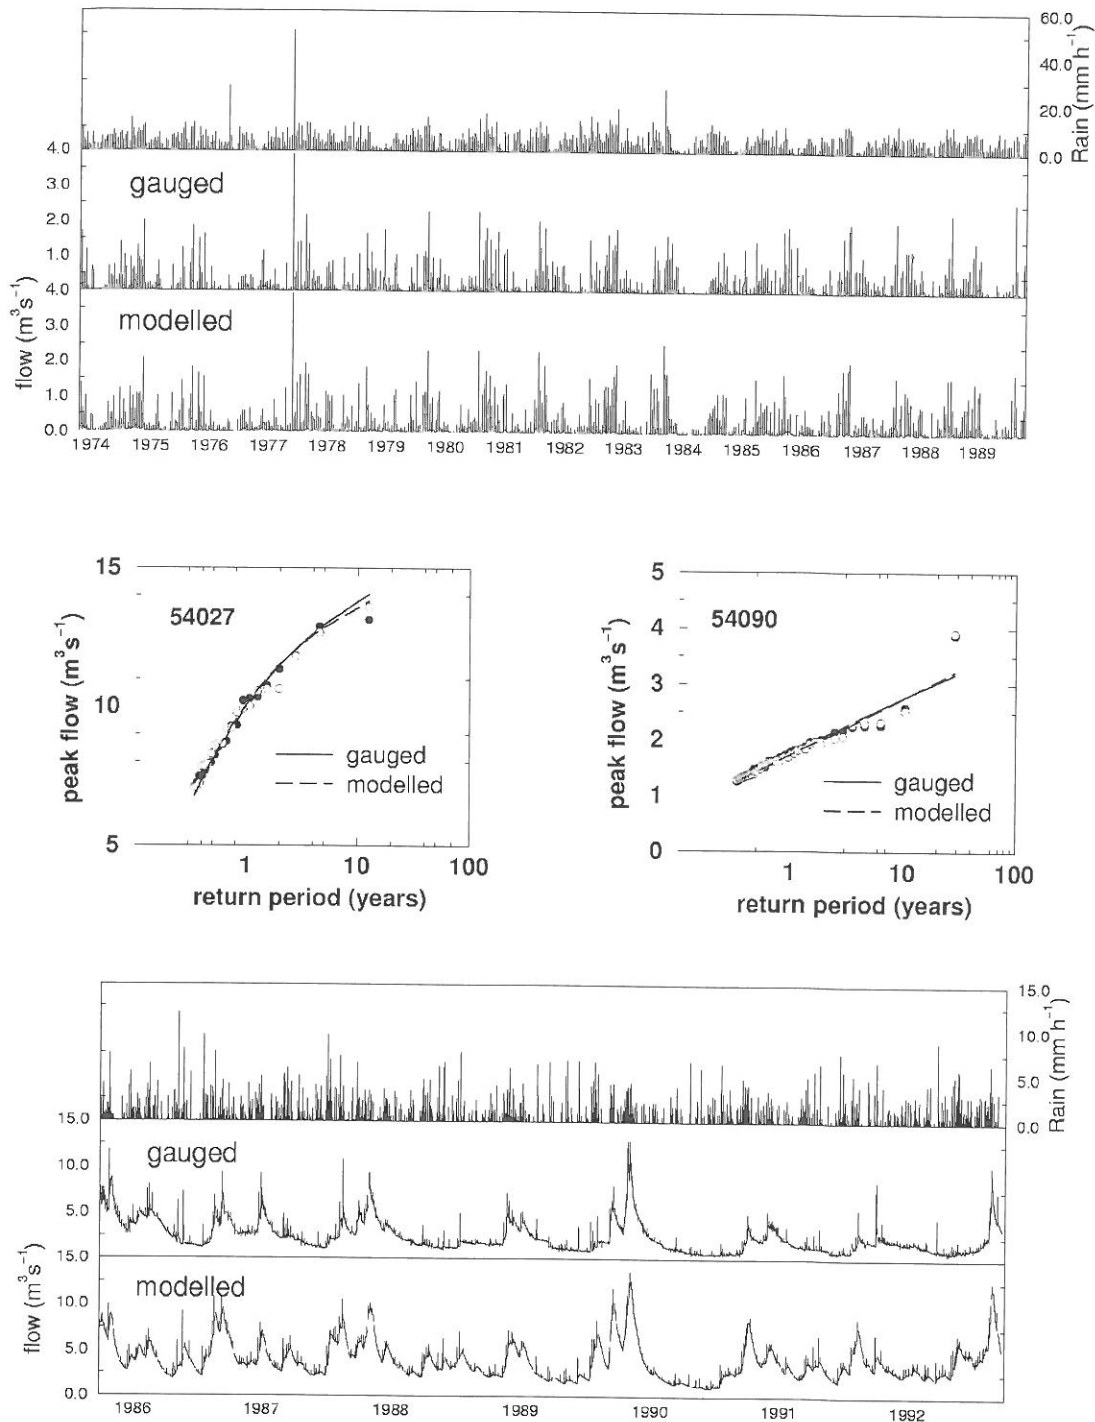 60.0
40.0
20.0
0.0
Rain (mm h⁻¹)
4.0
3.0
2.0
1.0
gauged
4.0
3.0
2.0
1.0
0.0
modelled
flow (m³s⁻¹)
1974 1975 1976 1977 1978 1979 1980 1981 1982 1983 1984 1985 1986 1987 1988 1989
15
10
5
peak flow (m³s⁻¹)
54027
gauged
modelled
1 10 100
return period (years)
5
4
3
2
1
0
peak flow (m³s⁻¹)
54090
gauged
modelled
1 10 100
return period (years)
15.0
10.0
5.0
0.0
Rain (mm h⁻¹)
15.0
10.0
5.0
gauged
15.0
10.0
5.0
0.0
modelled
flow (m³s⁻¹)
1986 1987 1988 1989 1990 1991 1992